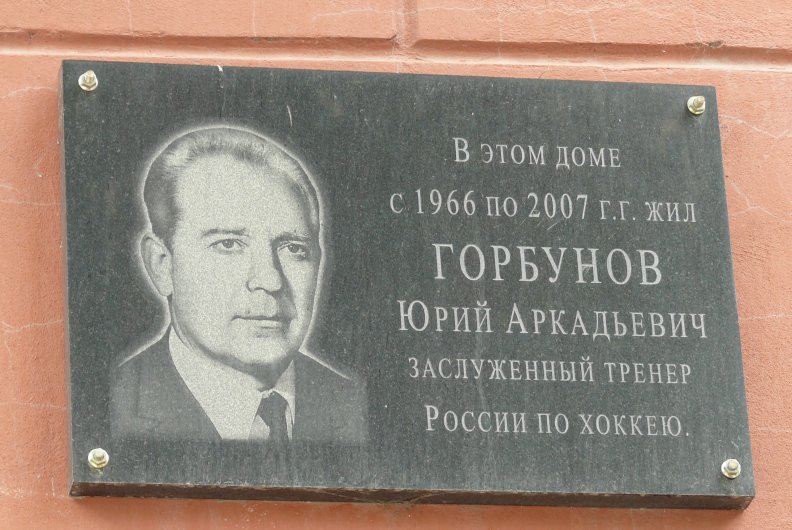 В ЭТОМ ДОМЕ
С 1966 ПО 2007 Г.Г. ЖИЛ
ГОРБУНОВ
ЮРИЙ АРКАДЬЕВИЧ
ЗАСЛУЖЕННЫЙ ТРЕНЕР
РОССИИ ПО ХОККЕЮ.